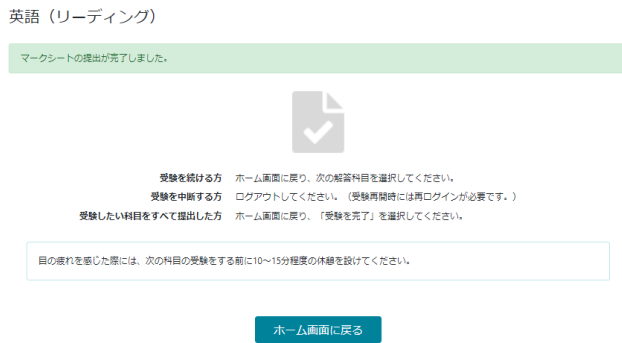 英語（リーディング）
マークシートの提出が完了しました。
受験を続ける方 ホーム画面に戻り、次の解答科目を選択してください。
受験を中断する方 ログアウトしてください。（受験再開時には再ログインが必要です。）
受験したい科目をすべて提出した方 ホーム画面に戻り、「受験を完了」を選択してください。
目の疲れを感じた際には、次の科目の受験をする前に10～15分程度の休憩を設けてください。
ホーム画面に戻る